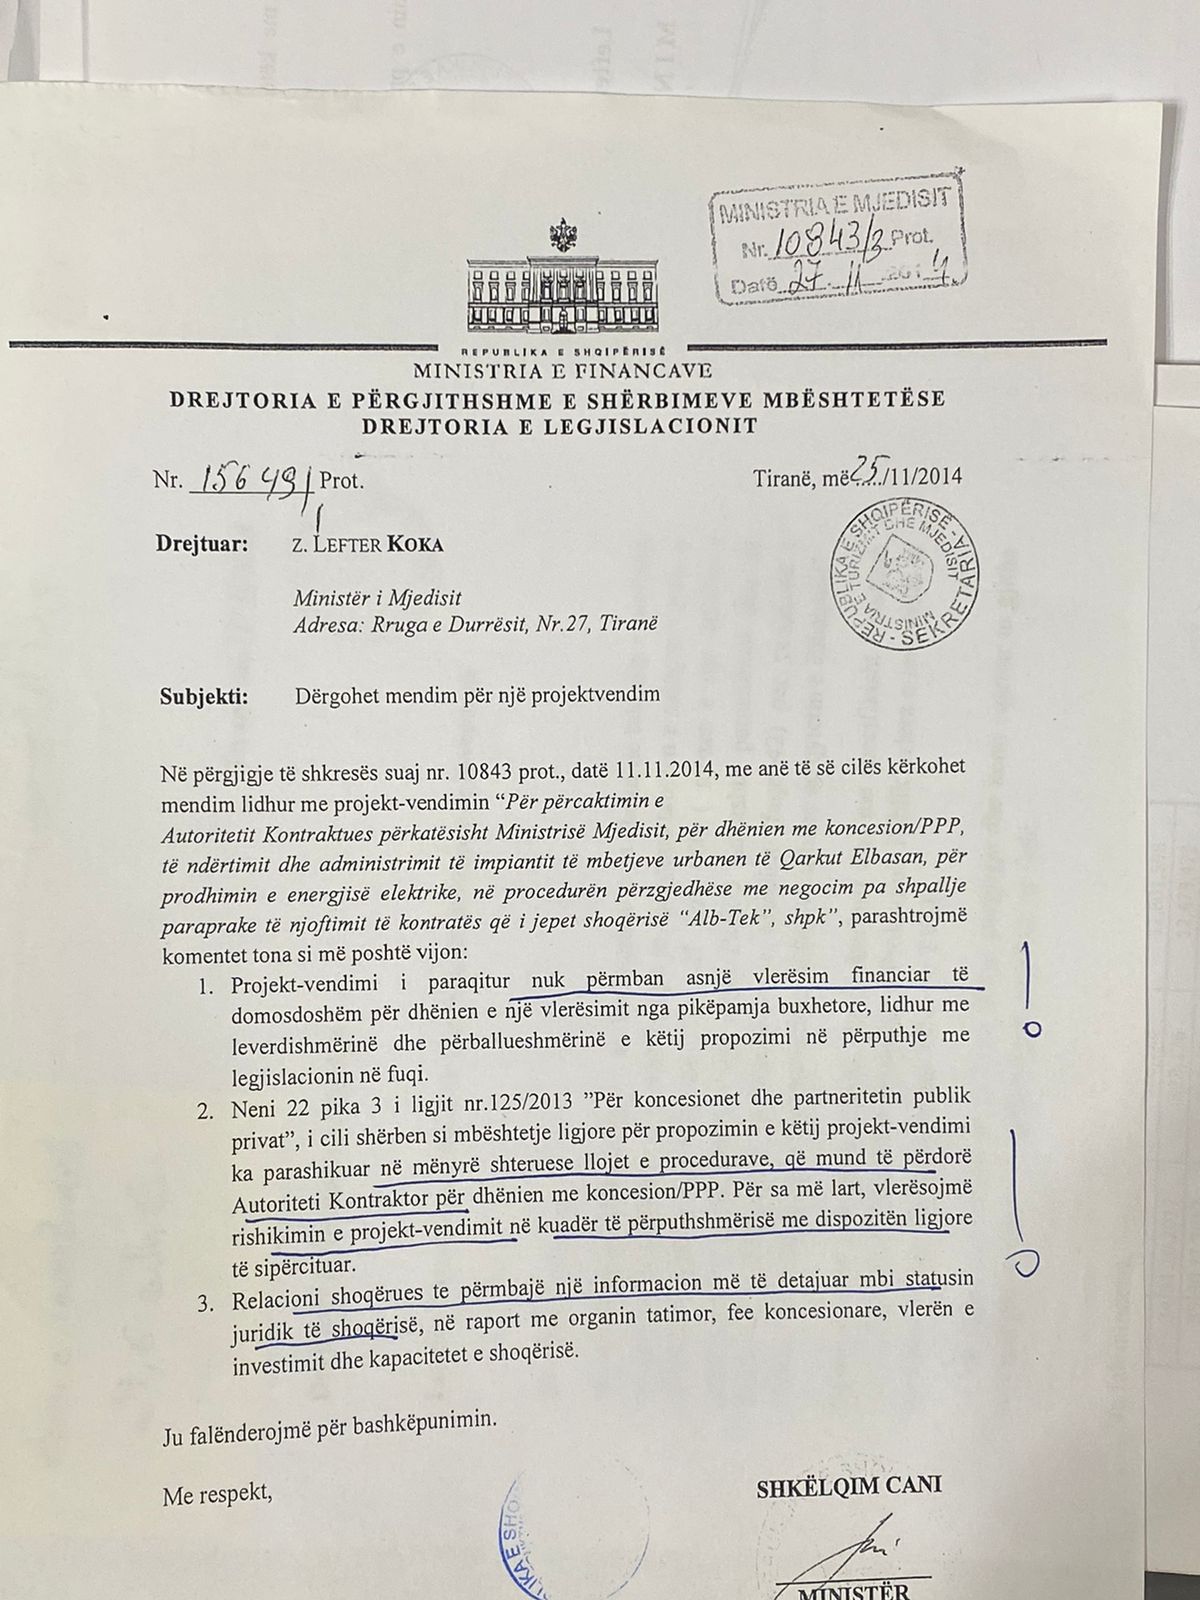 MINISTRIA E MJEDISIT
Nr. 10843/3 Prot.
Datë 27. 11 .2014
REPUBLIKA E SHQIPËRISË
MINISTRIA E FINANCAVE
DREJTORIA E PËRGJITHSHME E SHËRBIMEVE MBËSHTETËSE
DREJTORIA E LEGJISLACIONIT
Nr. 15649/1 Prot.
Tiranë, më 25/11/2014
REPUBLIKA E SHQIPËRISË - SEKRETARIA -
MINISTRIA E TURIZMIT DHE MJEDISIT
Drejtuar: Z. LEFTER KOKA
Ministër i Mjedisit
Adresa: Rruga e Durrësit, Nr.27, Tiranë
Subjekti: Dërgohet mendim për një projektvendim
Në përgjigje të shkresës suaj nr. 10843 prot., datë 11.11.2014, me anë të së cilës kërkohet
mendim lidhur me projekt-vendimin “Për përcaktimin e
Autoritetit Kontraktues përkatësisht Ministrisë Mjedisit, për dhënien me koncesion/PPP,
të ndërtimit dhe administrimit të impiantit të mbetjeve urbanen të Qarkut Elbasan, për
prodhimin e energjisë elektrike, në procedurën përzgjedhëse me negocim pa shpallje
paraprake të njoftimit të kontratës që i jepet shoqërisë “Alb-Tek”, shpk”, parashtrojmë
komentet tona si më poshtë vijon:
1. Projekt-vendimi i paraqitur nuk përmban asnjë vlerësim financiar të
domosdoshëm për dhënien e një vlerësimit nga pikëpamja buxhetore, lidhur me
leverdishmërinë dhe përballueshmërinë e këtij propozimi në përputhje me
legjislacionin në fuqi.
2. Neni 22 pika 3 i ligjit nr.125/2013 ”Për koncesionet dhe partneritetin publik
privat”, i cili shërben si mbështetje ligjore për propozimin e këtij projekt-vendimi
ka parashikuar në mënyrë shteruese llojet e procedurave, që mund të përdorë
Autoriteti Kontraktor për dhënien me koncesion/PPP. Për sa më lart, vlerësojmë
rishikimin e projekt-vendimit në kuadër të përputhshmërisë me dispozitën ligjore
të sipërcituar.
3. Relacioni shoqërues te përmbajë një informacion më të detajuar mbi statusin
juridik të shoqërisë, në raport me organin tatimor, fee koncesionare, vlerën e
investimit dhe kapacitetet e shoqërisë.
Ju falënderojmë për bashkëpunimin.
Me respekt,
SHKËLQIM CANI
MINISTËR